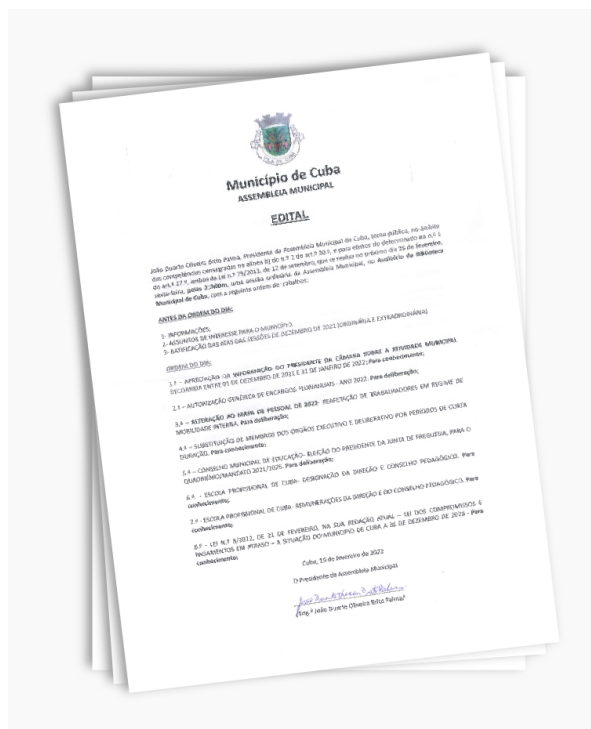 VILA DE CUBA
Município de Cuba
ASSEMBLEIA MUNICIPAL
EDITAL
João Duarte Oliveira Brito Palma, Presidente da Assembleia Municipal de Cuba, torna pública, no âmbito
das competências consagradas na alínea b) do n.º 1 do art.º 30.º, e para efeitos do determinado no n.º 1
do art.º 27.º, ambos da Lei n.º 75/2013, de 12 de setembro, que se realiza no próximo dia 25 de fevereiro,
sexta-feira, pelas uma sessão ordinária da Assembleia Municipal, no Auditório da Biblioteca
Municipal de Cuba, com a seguinte ordem de trabalhos:
ANTES DA ÓRDEM DO DIA:
1- INFORMAÇÕES;
2- ASSUNTOS DE INTERESSE PARA O MUNICÍPIO.
3- RATIFICAÇÃO DAS ATAS DAS SESSÕES DE DEZEMBRO DE 2021 (ORDINÁRIA E EXTRAORDINÁRIA)
ORDEM DO DIA:
1.º - APRECIAÇÃO DA INFORMAÇÃO DO PRESIDENTE DA CÂMARA SOBRE A ATIVIDADE MUNICIPAL
DECORRIDA ENTRE 01 DE DEZEMBRO DE 2021 E 31 DE JANEIRO DE 2022; Para conhecimento;
2.º - AUTORIZAÇÃO GENÉRICA DE ENCARGOS PLURIANUAIS - ANO 2022. Para deliberação;
3.º - ALTERAÇÃO AO MAPA DE PESSOAL DE 2022- REAFETAÇÃO DE TRABALHADORES EM REGIME DE
MOBILIDADE INTERNA. Para deliberação;
4.º - SUBSTITUIÇÃO DE MEMBROS DOS ÓRGÃOS EXECUTIVO E DELIBERATIVO POR PERIODOS DE CURTA
DURAÇÃO. Para conhecimento;
5.º - CONSELHO MUNICIPAL DE EDUCAÇÃO- ELEIÇÃO DO PRESIDENTE DA JUNTA DE FREGUESIA, PARA O
QUADRIÉNIO/MANDATO 2021/2025. Para deliberação;
6.º - ESCOLA PROFISSIONAL DE CUBA- DESIGNAÇÃO DA DIREÇÃO E CONSELHO PEDAGÓGICO. Para
conhecimento;
7.º - ESCOLA PROFISSIONAL DE CUBA- REMUNERAÇÕES DA DIREÇÃO E DO CONSELHO PEDAGÓGICO. Para
conhecimento;
8.º - LEI N.º 8/2012, DE 21 DE FEVEREIRO, NA SUA REDAÇÃO ATUAL – LEI DOS COMPROMISSOS E
PAGAMENTOS EM ATRASO – A SITUAÇÃO DO MUNICIPIO DE CUBA A 31 DE DEZEMBRO DE - Para
conhecimento;
Cuba, 15 de fevereiro de 2022
O Presidente da Assembleia Municipal
/Eng.º João Duarte Oliveira Brito Palma/